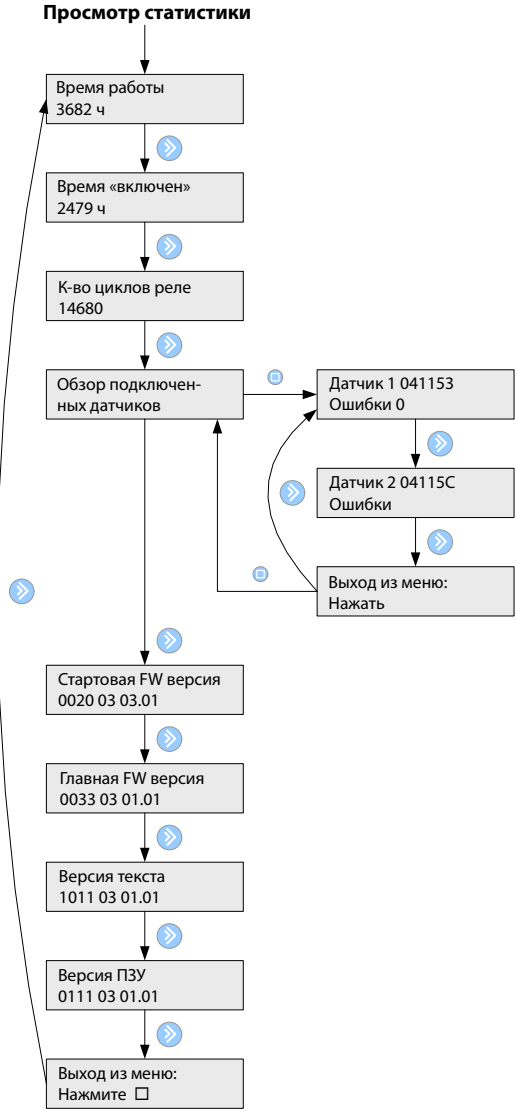 Просмотр статистики
Время работы
3682 ч
Время «включен»
2479 ч
К-во циклов реле
14680
Обзор подключен-
ных датчиков
Датчик 1 041153
Ошибки 0
Датчик 2 04115C
Ошибки
Выход из меню:
Нажать
Стартовая FW версия
0020 03 03.01
Главная FW версия
0033 03 01.01
Версия текста
1011 03 01.01
Версия ПЗУ
0111 03 01.01
Выход из меню:
Нажмите □